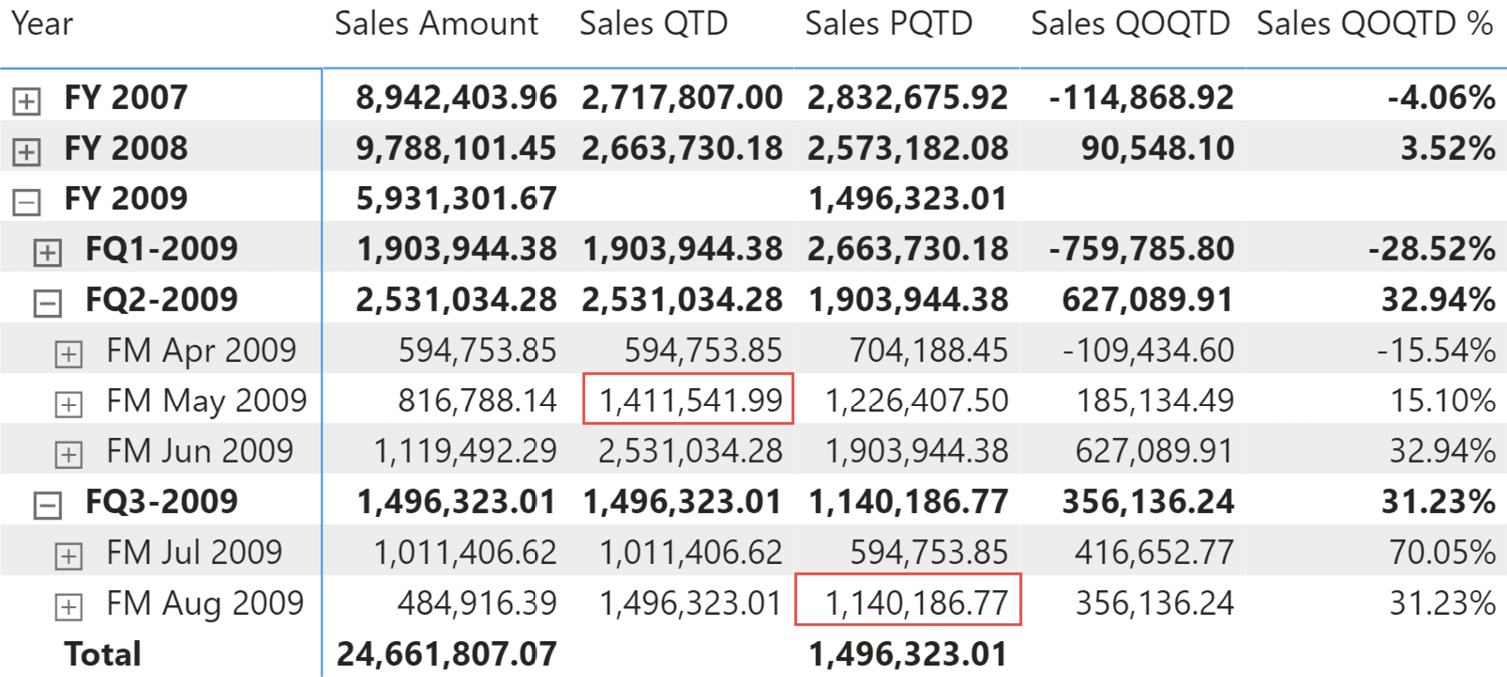 Year Sales Amount Sales QTD Sales PQTD Sales QOQTD Sales QOQTD %
FY 2007 8,942,403.96 2,717,807.00 2,832,675.92 -114,868.92 -4.06%
FY 2008 9,788,101.45 2,663,730.18 2,573,182.08 90,548.10 3.52%
FY 2009 5,931,301.67 1,496,323.01
FQ1-2009 1,903,944.38 1,903,944.38 2,663,730.18 -759,785.80 -28.52%
FQ2-2009 2,531,034.28 2,531,034.28 1,903,944.38 627,089.91 32.94%
FM Apr 2009 594,753.85 594,753.85 704,188.45 -109,434.60 -15.54%
FM May 2009 816,788.14 1,411,541.99 1,226,407.50 185,134.49 15.10%
FM Jun 2009 1,119,492.29 2,531,034.28 1,903,944.38 627,089.91 32.94%
FQ3-2009 1,496,323.01 1,496,323.01 1,140,186.77 356,136.24 31.23%
FM Jul 2009 1,011,406.62 1,011,406.62 594,753.85 416,652.77 70.05%
FM Aug 2009 484,916.39 1,496,323.01 1,140,186.77 356,136.24 31.23%
Total 24,661,807.07 1,496,323.01